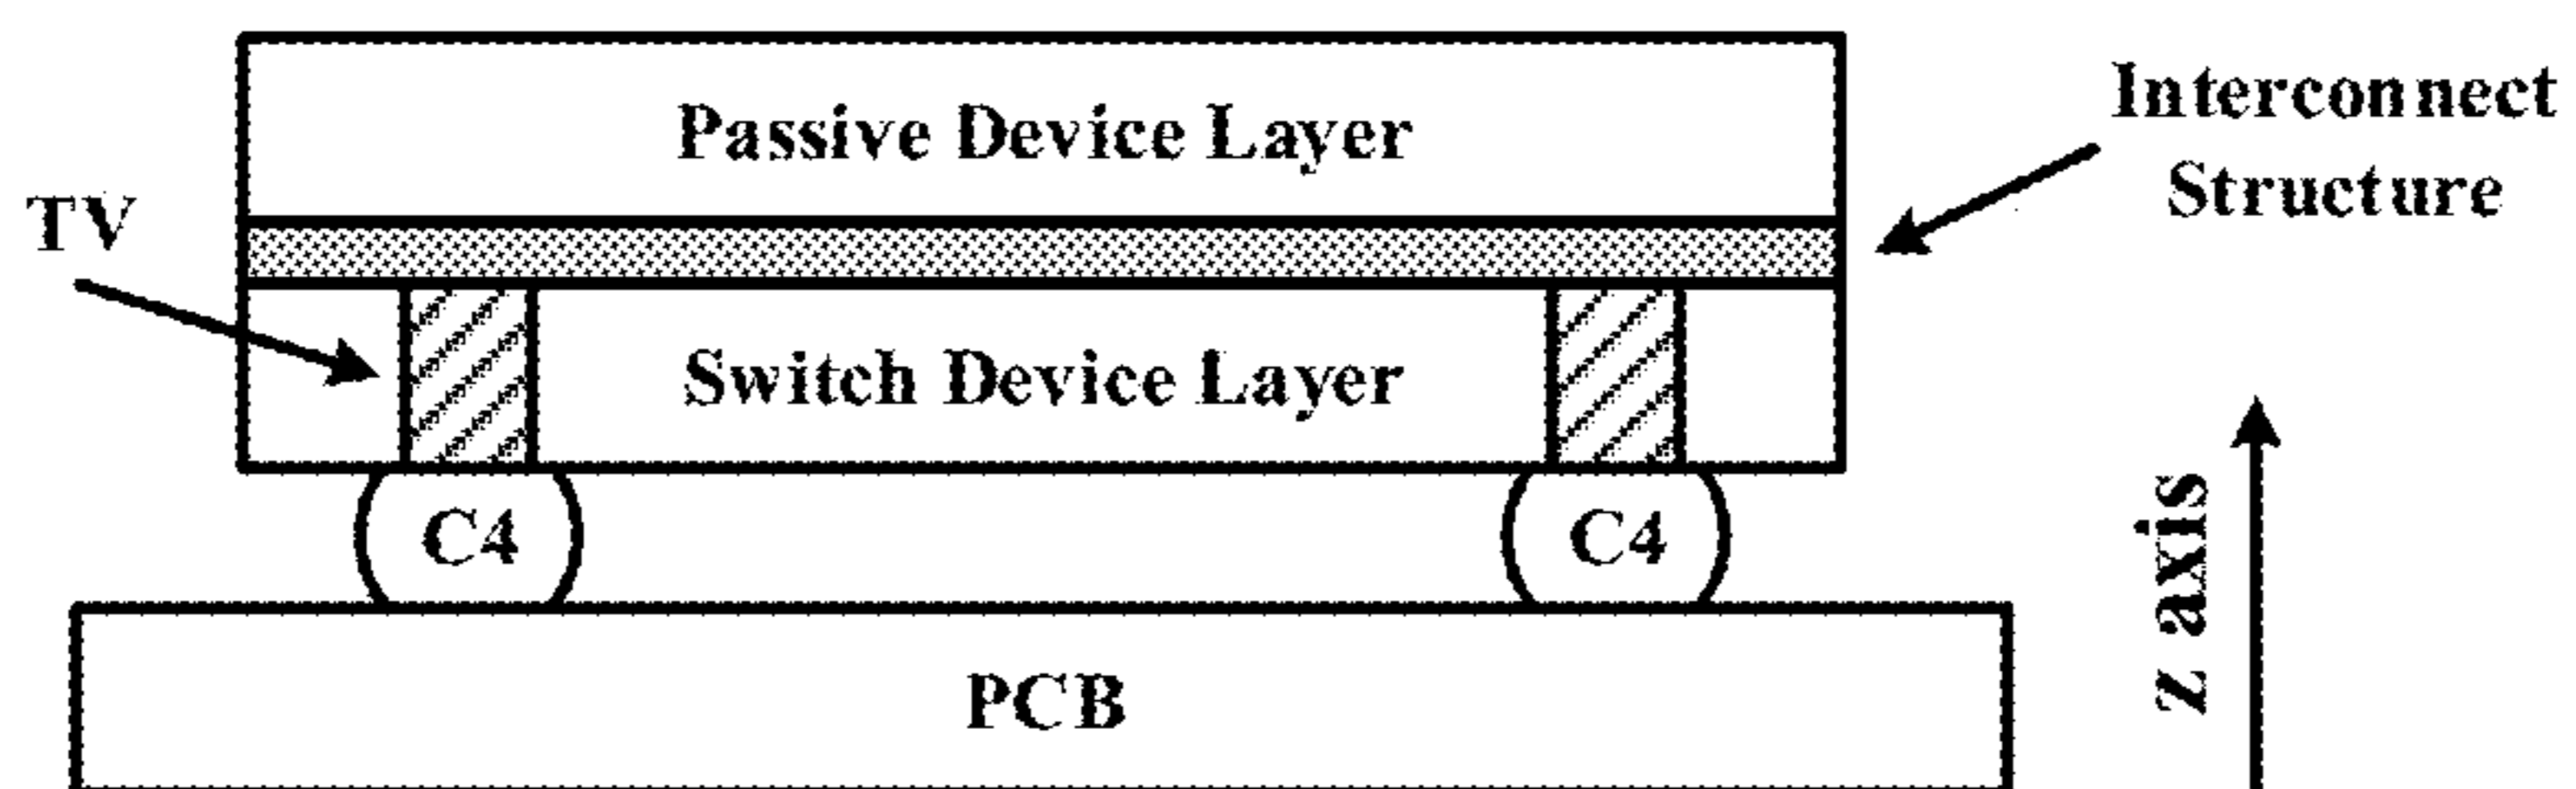 Passive Device Layer
Interconnect
Structure
TV
Switch Device Layer
C4
C4
PCB
z axis